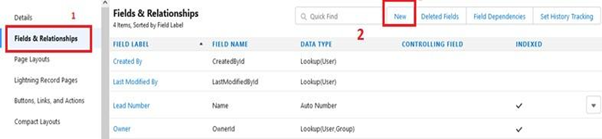 Details
1
Fields & Relationships
Page Layouts
Lightning Record Pages
Buttons, Links, and Actions
Compact Layouts
Fields & Relationships
4 Items, Sorted by Field Label
Quick Find
New
Deleted Fields
Field Dependencies
Set History Tracking
2
FIELD LABEL FIELD NAME DATA TYPE CONTROLLING FIELD INDEXED
Created By CreatedById Lookup(User)
Last Modified By LastModifiedById Lookup(User)
Lead Number Name Auto Number
Owner OwnerId Lookup(User,Group)